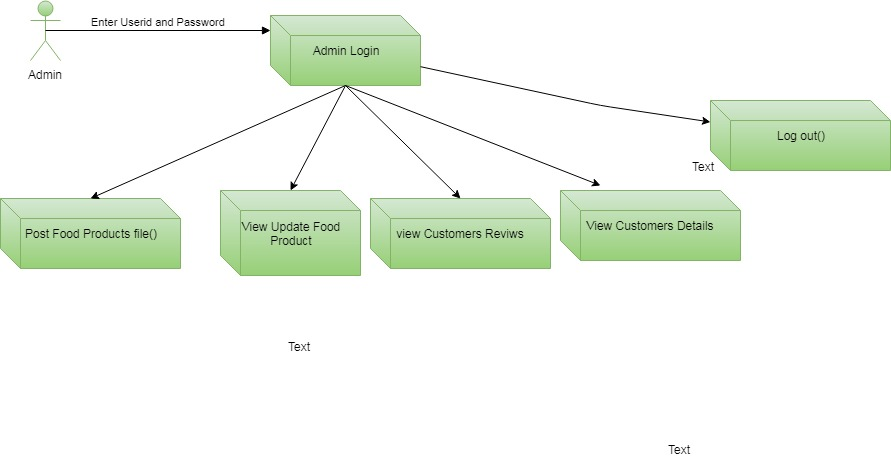 Enter Userid and Password
Admin Login
Admin
Log out()
Text
Post Food Products file()
View Update Food
Product
view Customers Reviws
View Customers Details
Text
Text